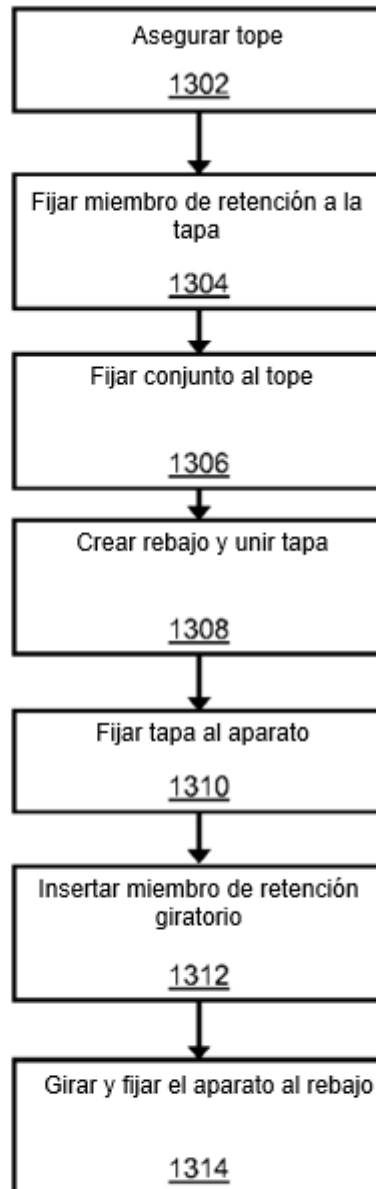 Asegurar tope
1302
Fijar miembro de retención a la
tapa
1304
Fijar conjunto al tope
1306
Crear rebajo y unir tapa
1308
Fijar tapa al aparato
1310
Insertar miembro de retención
giratorio
1312
Girar y fijar el aparato al rebajo
1314